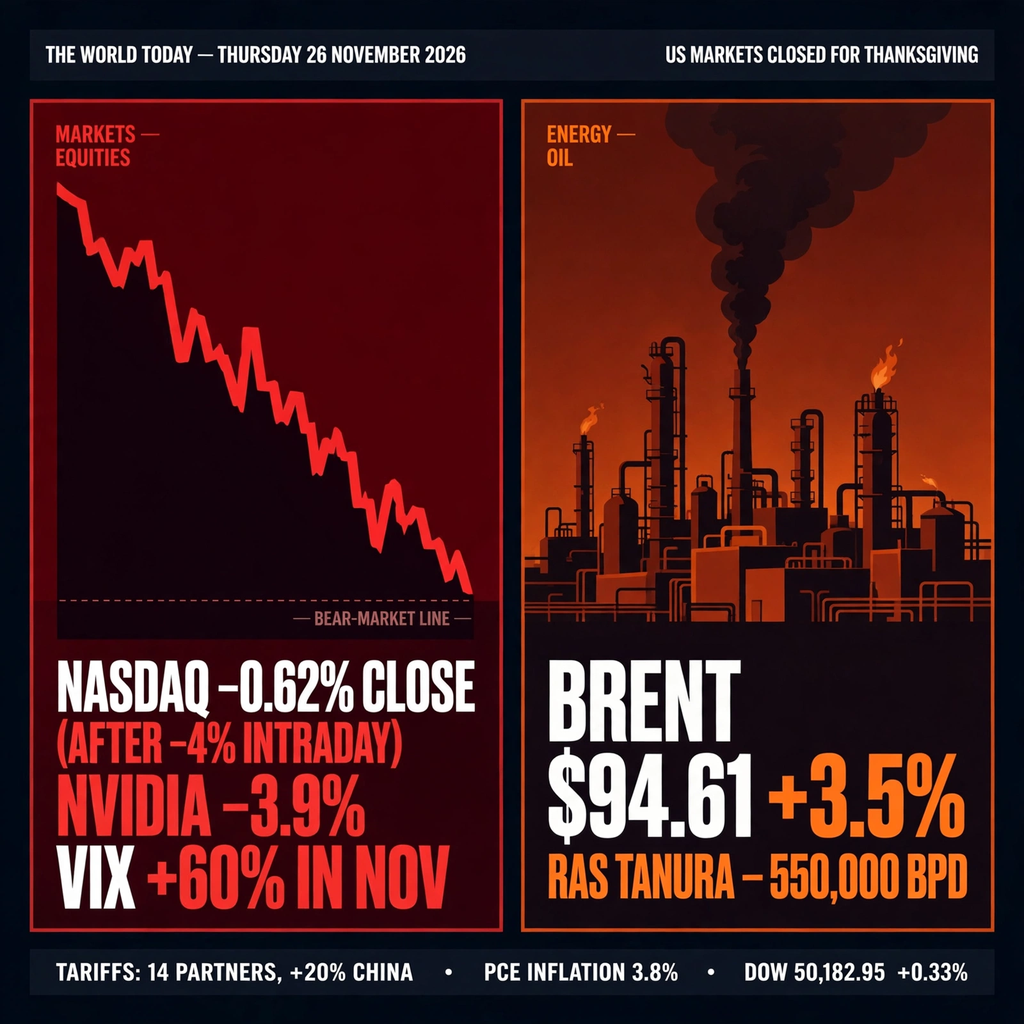 THE WORLD TODAY — THURSDAY 26 NOVEMBER 2026
US MARKETS CLOSED FOR THANKSGIVING
MARKETS —
EQUITIES
— BEAR-MARKET LINE —
NASDAQ –0.62% CLOSE
(AFTER –4% INTRADAY)
NVIDIA –3.9%
VIX +60% IN NOV
ENERGY —
OIL
BRENT
$94.61 +3.5%
RAS TANURA – 550,000 BPD
TARIFFS: 14 PARTNERS, +20% CHINA • PCE INFLATION 3.8% • DOW 50,182.95 +0.33%